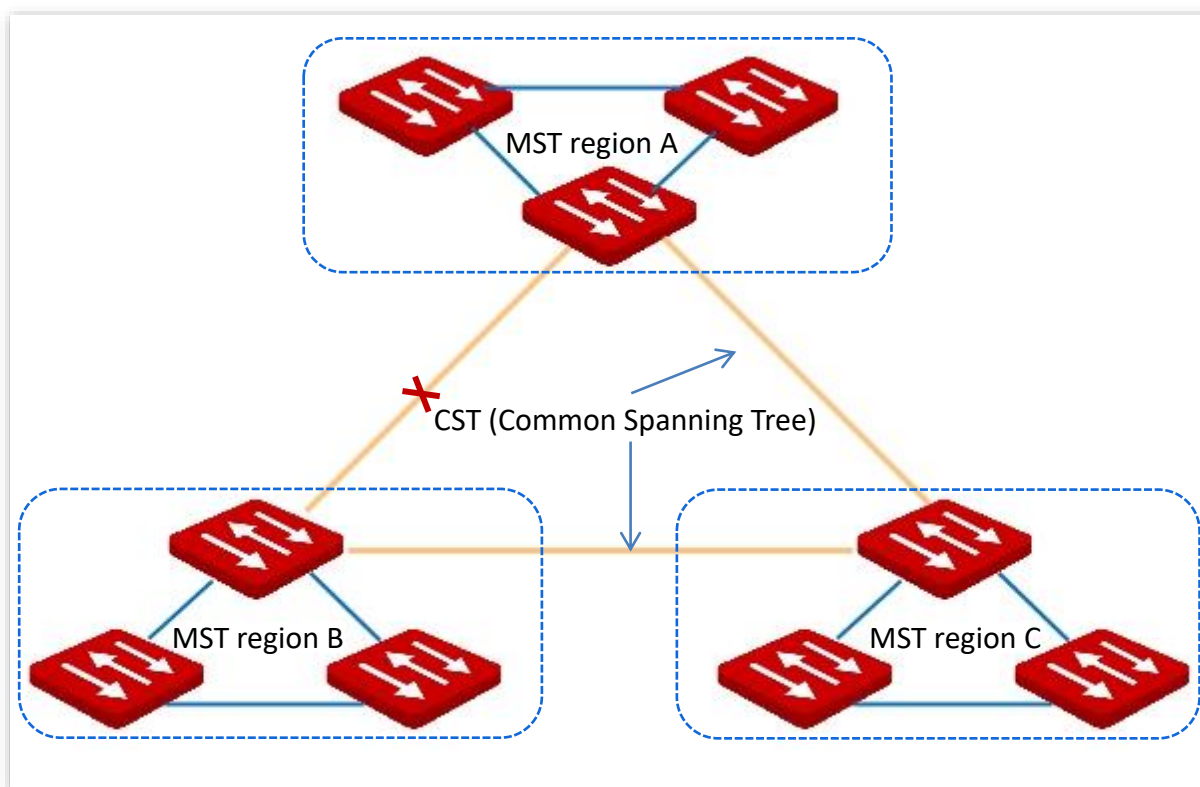 MST region A
CST (Common Spanning Tree)
MST region B
MST region C